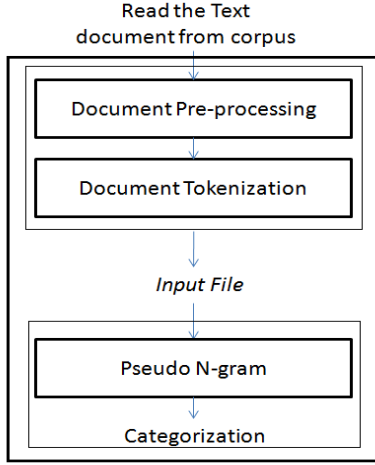 Read the Text
document from corpus
Document Pre-processing
Document Tokenization
Input File
Pseudo N-gram
Categorization